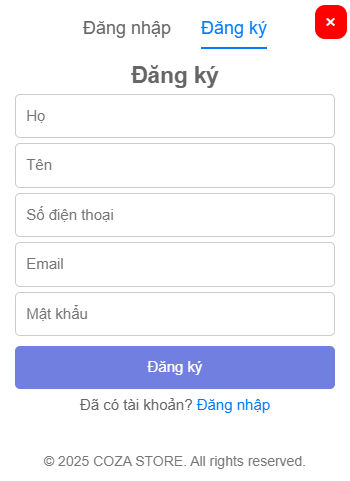 Đăng nhập Đăng ký ×
Đăng ký
Họ
Tên
Số điện thoại
Email
Mật khẩu
Đăng ký
Đã có tài khoản? Đăng nhập
© 2025 COZA STORE. All rights reserved.